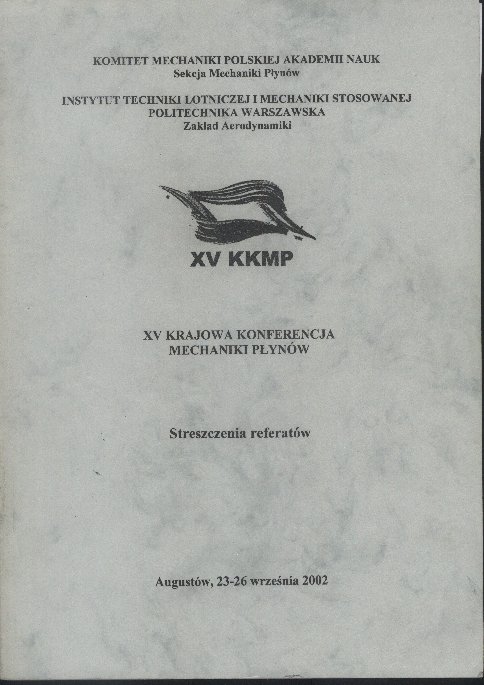 KOMITET MECHANIKI POLSKIEJ AKADEMII NAUK
Sekcja Mechaniki Płynów
INSTYTUT TECHNIKI LOTNICZEJ I MECHANIKI STOSOWANEJ
POLITECHNIKA WARSZAWSKA
Zakład Aerodynamiki
XV KKMP
XV KRAJOWA KONFERENCJA
MECHANIKI PŁYNÓW
Streszczenia referatów
Augustów, 23-26 września 2002